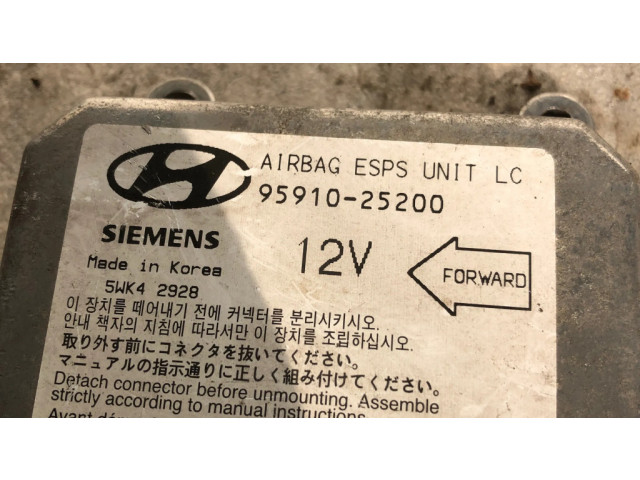 AIRBAG ESPS UNIT LC
95910-25200
SIEMENS
12V
FORWARD
Made in Korea
5WK4 2928
이 장치를 떼어내기 전에 커넥터를 분리시키시오.
안내 책자의 지침에 따라서만 이 장치를 조립하십시오.
取り外す前にコネクタを抜いてください。
マニュアルの指示通りに正しく組み付けてください。
Detach connector before unmounting. Assemble
strictly according to manual instructions.
Avant